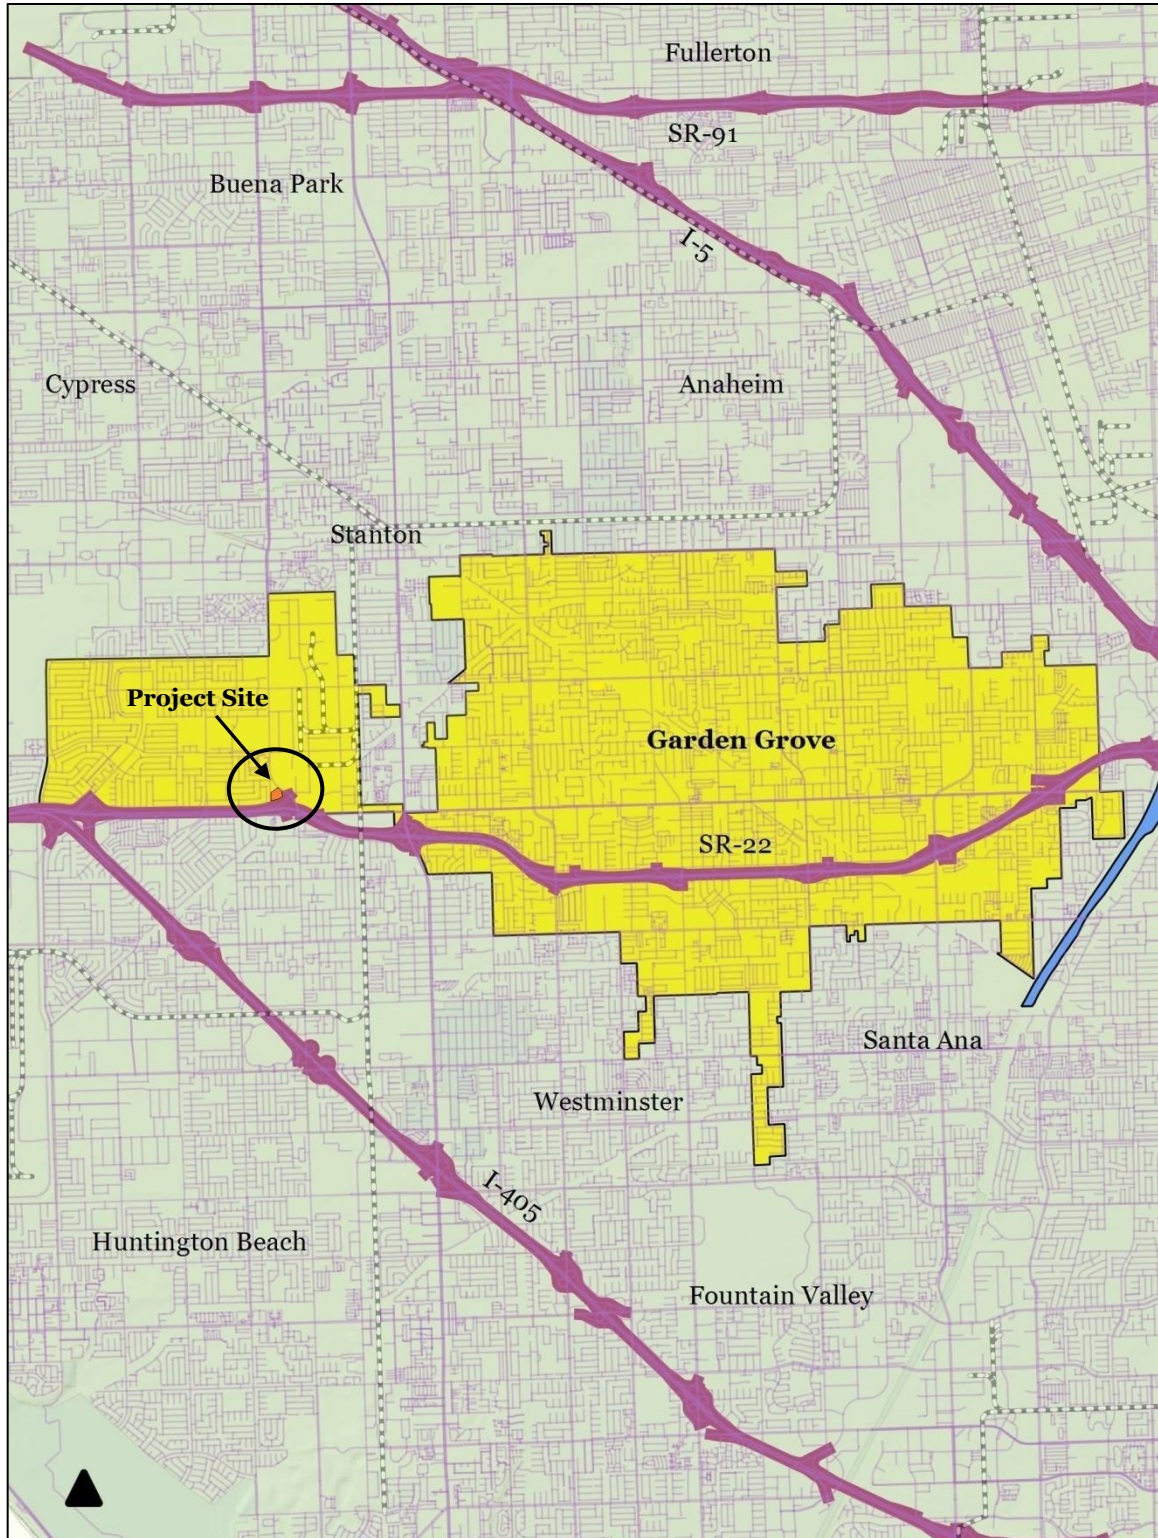 Fullerton
SR-91
Buena Park
I-5
Cypress
Anaheim
Stanton
Project Site
Garden Grove
SR-22
Santa Ana
Westminster
I-405
Huntington Beach
Fountain Valley